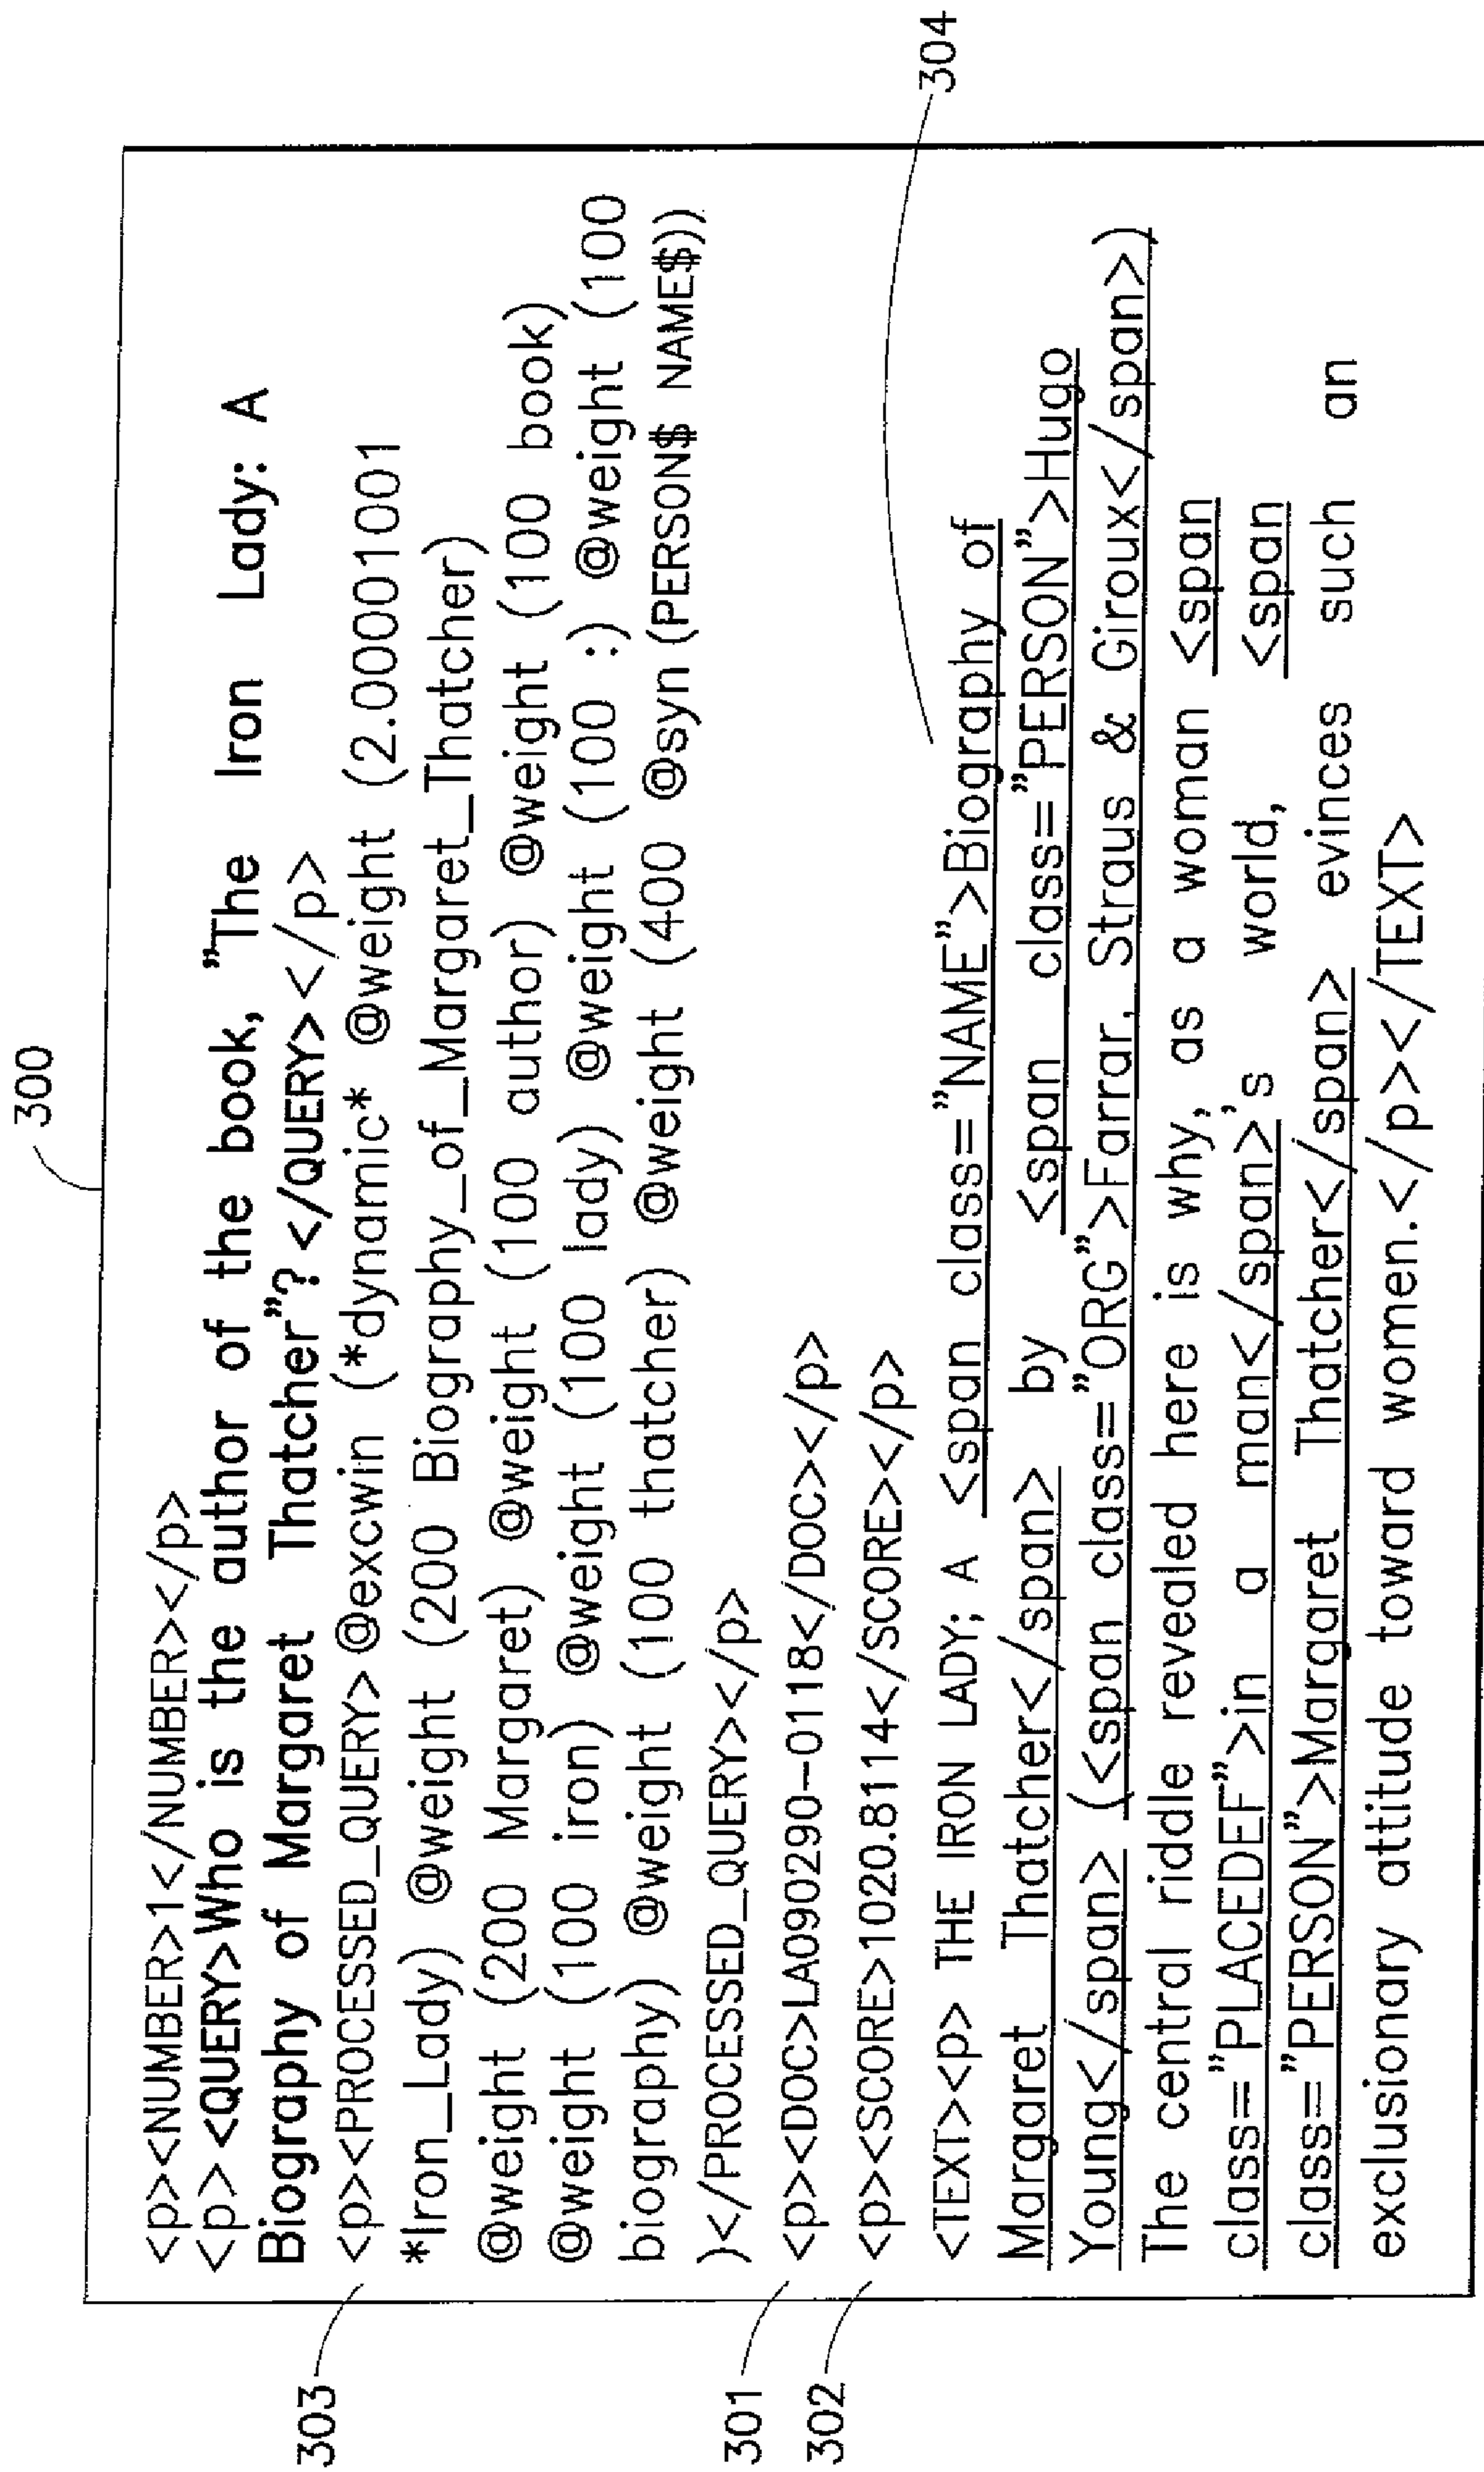 300
<p><NUMBER>1</NUMBER></p>
<p><QUERY>Who is the author of the book, "The Iron Lady: A
Biography of Margaret Thatcher"?</QUERY></p>
303
<p><PROCESSED_QUERY>@excwin (*dynamic* @weight (2.00001001
*Iron_Lady) @weight (200 Biography_of_Margaret_Thatcher)
@weight (200 Margaret) @weight (100 author) @weight (100 book)
@weight (100 iron) @weight (100 lady) @weight (100 :) @weight (100
biography) @weight (100 thatcher) @weight (400 @syn (PERSON$ NAME$))
)</PROCESSED_QUERY></p>
301
<p><DOC>LA090290-0118</DOC></p>
302
<p><SCORE>1020.8114</SCORE></p>
304
<TEXT><p> THE IRON LADY; A <span class="NAME">Biography of
Margaret Thatcher</span> by <span class="PERSON">Hugo
Young</span> (<span class="ORG">Farrar, Straus & Giroux</span>)
The central riddle revealed here is why, as a woman <span
class="PLACEDEF">in a man</span>'s world, <span
class="PERSON">Margaret Thatcher</span> evinces such an
exclusionary attitude toward women.</p></TEXT>